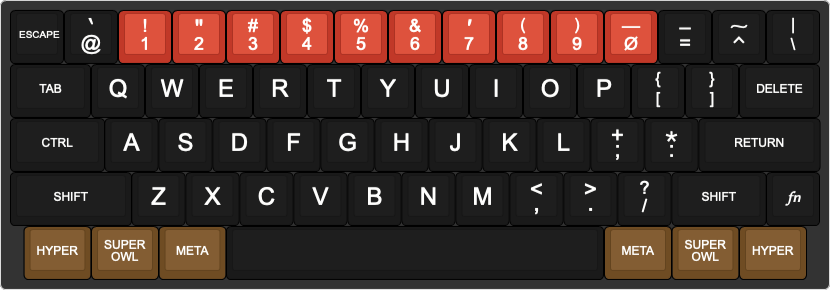 ESCAPE ` ! " # $ % & ' ( ) — _ ~ |
@ 1 2 3 4 5 6 7 8 9 Ø = ^ \
TAB Q W E R T Y U I O P { } DELETE
[ ]
CTRL A S D F G H J K L + * RETURN
; :
SHIFT Z X C V B N M < > ? SHIFT fn
, . /
HYPER SUPER META META SUPER HYPER
OWL OWL